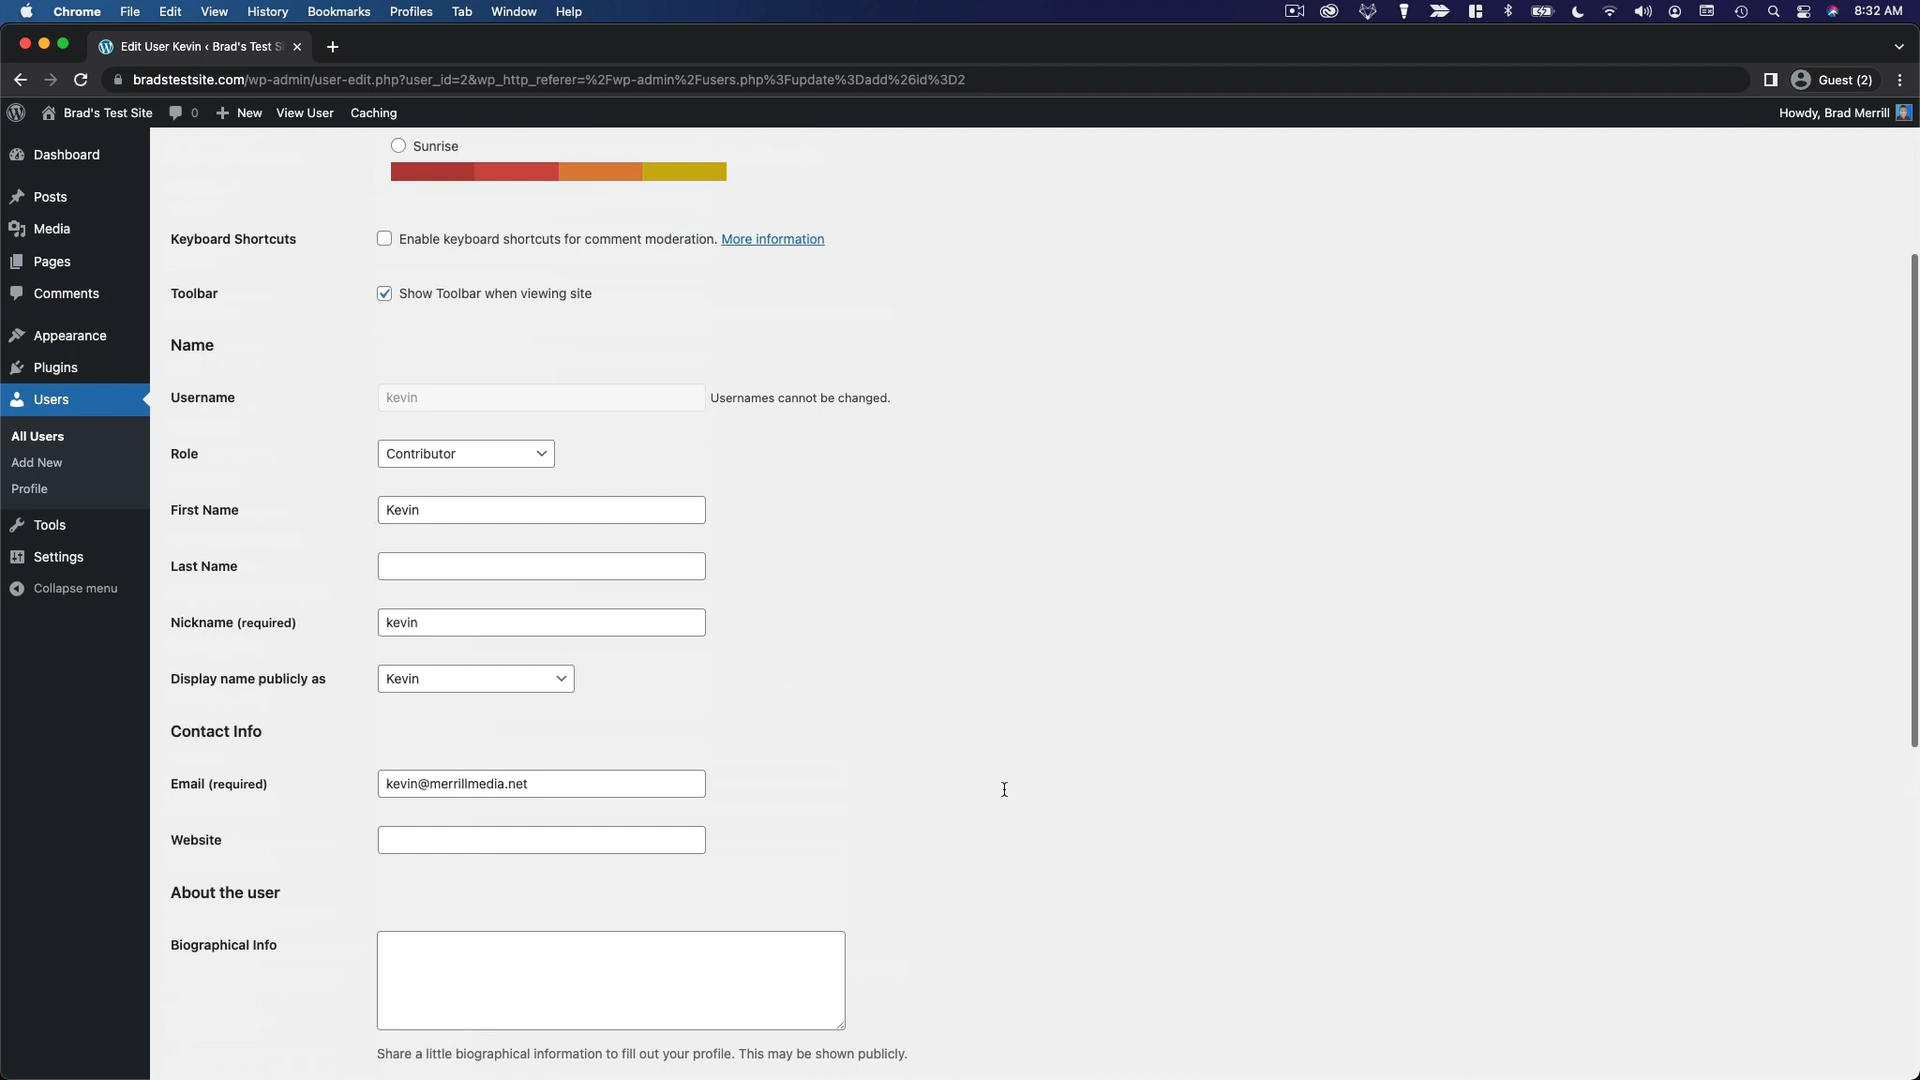 Chrome File Edit View History Bookmarks Profiles Tab Window Help 8:32 AM
Edit User Kevin ‹ Brad's Test Si
bradstestsite.com/wp-admin/user-edit.php?user_id=2&wp_http_referer=%2Fwp-admin%2Fusers.php%3Fupdate%3Dadd%26id%3D2 Guest (2)
Brad's Test Site 0 New View User Caching Howdy, Brad Merrill
Dashboard
Posts
Media
Pages
Comments
Appearance
Plugins
Users
All Users
Add New
Profile
Tools
Settings
Collapse menu
Sunrise
Keyboard Shortcuts Enable keyboard shortcuts for comment moderation. More information
Toolbar Show Toolbar when viewing site
Name
Username kevin Usernames cannot be changed.
Role Contributor
First Name Kevin
Last Name
Nickname (required) kevin
Display name publicly as Kevin
Contact Info
Email (required) kevin@merrillmedia.net
Website
About the user
Biographical Info
Share a little biographical information to fill out your profile. This may be shown publicly.